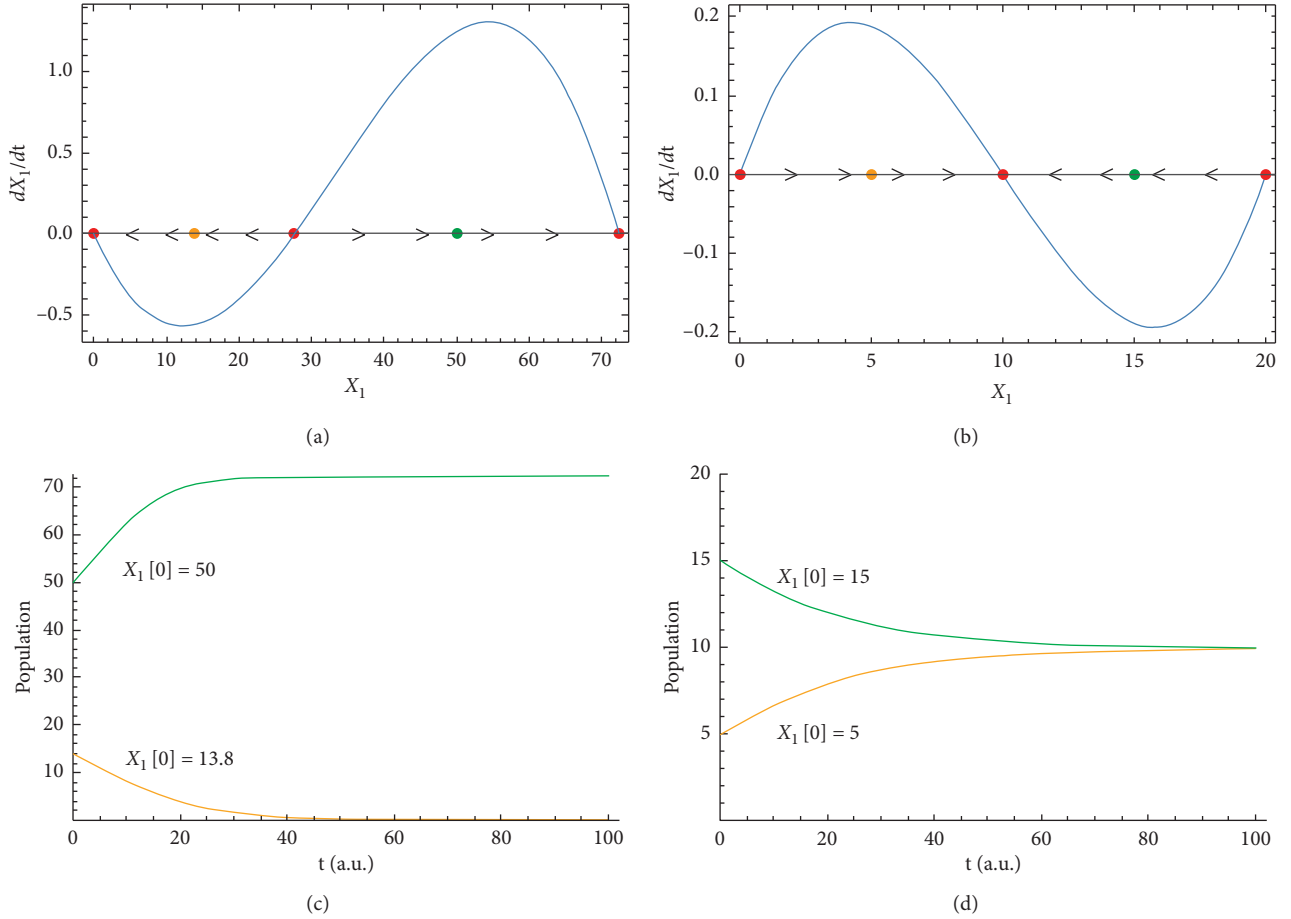 1.0
0.5
0.0
−0.5
dX₁/dt
0 10 20 30 40 50 60 70
X₁
(a)
0.2
0.1
0.0
−0.1
−0.2
dX₁/dt
0 5 10 15 20
X₁
(b)
70
60
50
40
30
20
10
Population
X₁ [0] = 50
X₁ [0] = 13.8
0 20 40 60 80 100
t (a.u.)
(c)
20
15
10
5
Population
X₁ [0] = 15
X₁ [0] = 5
0 20 40 60 80 100
t (a.u.)
(d)